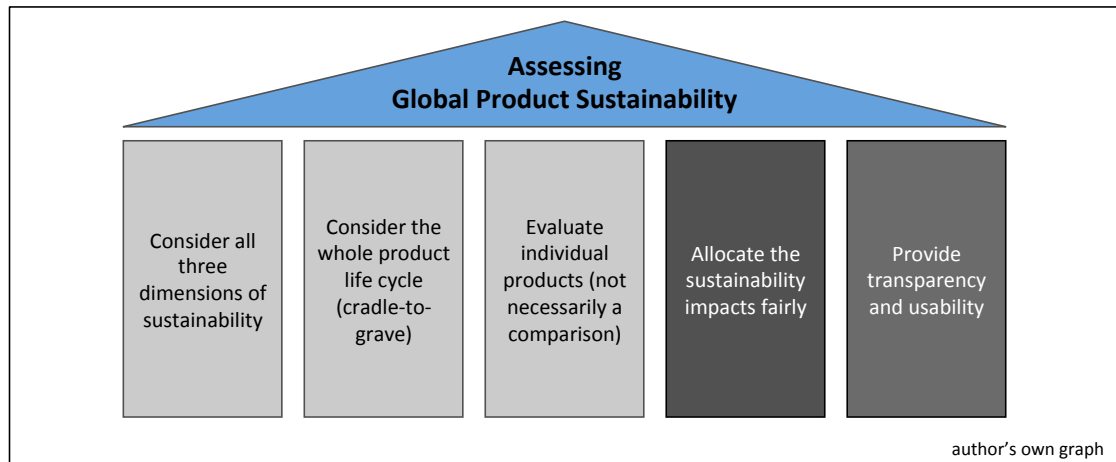 Assessing
Global Product Sustainability
Consider all
three
dimensions of
sustainability
Consider the
whole product
life cycle
(cradle-to-
grave)
Evaluate
individual
products (not
necessarily a
comparison)
Allocate the
sustainability
impacts fairly
Provide
transparency
and usability
author's own graph